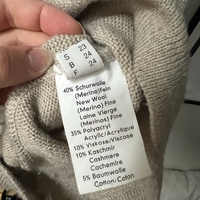 S 23
B 24
F 24
40% Schurwolle
(Merino)fein
New Wool
(Merino) Fine
Laine Vierge
(Merinos) Fine
35% Polyacryl
Acrylic/Acrylique
10% Viskose/Viscose
10% Kaschmir
Cashmere
Cachemire
5% Baumwolle
Cotton/Coton